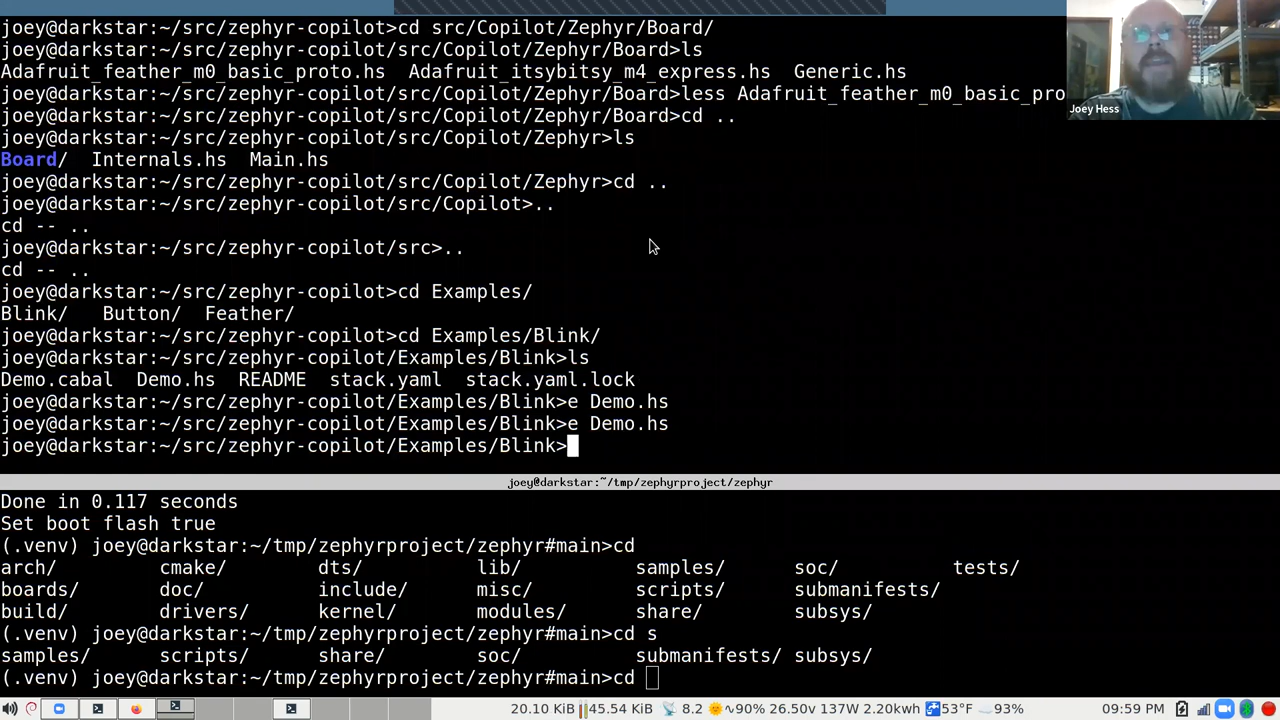 joey@darkstar:~/src/zephyr-copilot>cd src/Copilot/Zephyr/Board/
joey@darkstar:~/src/zephyr-copilot/src/Copilot/Zephyr/Board>ls
Adafruit_feather_m0_basic_proto.hs  Adafruit_itsybitsy_m4_express.hs  Generic.hs
joey@darkstar:~/src/zephyr-copilot/src/Copilot/Zephyr/Board>less Adafruit_feather_m0_basic_pro
Joey Hess
joey@darkstar:~/src/zephyr-copilot/src/Copilot/Zephyr/Board>cd ..
joey@darkstar:~/src/zephyr-copilot/src/Copilot/Zephyr>ls
Board/  Internals.hs  Main.hs
joey@darkstar:~/src/zephyr-copilot/src/Copilot/Zephyr>cd ..
joey@darkstar:~/src/zephyr-copilot/src/Copilot>..
cd -- ..
joey@darkstar:~/src/zephyr-copilot/src>..
cd -- ..
joey@darkstar:~/src/zephyr-copilot>cd Examples/
Blink/   Button/  Feather/
joey@darkstar:~/src/zephyr-copilot>cd Examples/Blink/
joey@darkstar:~/src/zephyr-copilot/Examples/Blink>ls
Demo.cabal  Demo.hs  README  stack.yaml  stack.yaml.lock
joey@darkstar:~/src/zephyr-copilot/Examples/Blink>e Demo.hs
joey@darkstar:~/src/zephyr-copilot/Examples/Blink>e Demo.hs
joey@darkstar:~/src/zephyr-copilot/Examples/Blink>
joey@darkstar:~/tmp/zephyrproject/zephyr
Done in 0.117 seconds
Set boot flash true
(.venv) joey@darkstar:~/tmp/zephyrproject/zephyr#main>cd
arch/  cmake/  dts/  lib/  samples/  soc/  tests/
boards/  doc/  include/  misc/  scripts/  submanifests/
build/  drivers/  kernel/  modules/  share/  subsys/
(.venv) joey@darkstar:~/tmp/zephyrproject/zephyr#main>cd s
samples/  scripts/  share/  soc/  submanifests/ subsys/
(.venv) joey@darkstar:~/tmp/zephyrproject/zephyr#main>cd
20.10 KiB 45.54 KiB 8.2 ∿90% 26.50v 137W 2.20kwh 53°F 93% 09:59 PM